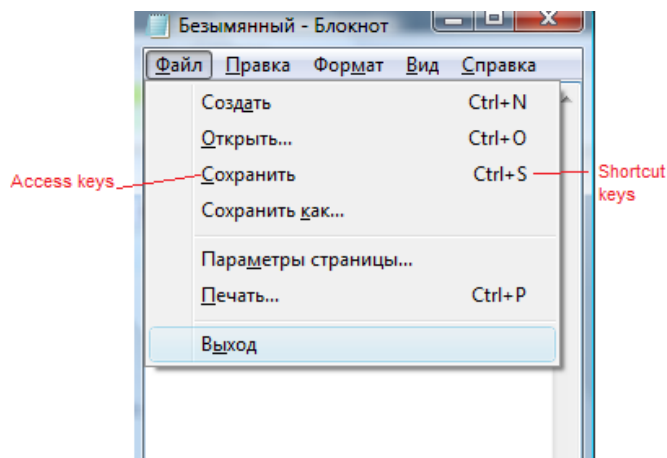 Безымянный - Блокнот
Файл Правка Формат Вид Справка
Создать Ctrl+N
Открыть... Ctrl+O
Access keys Сохранить Ctrl+S Shortcut keys
Сохранить как...
Параметры страницы...
Печать... Ctrl+P
Выход